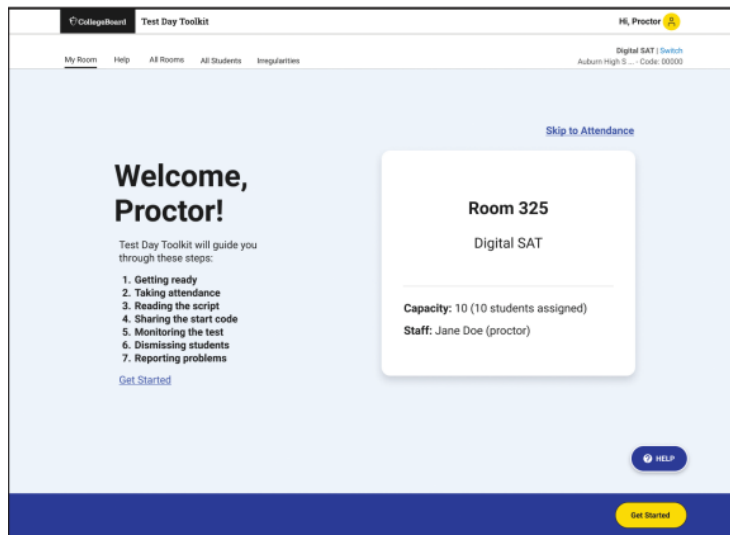 CollegeBoard
Test Day Toolkit
Hi, Proctor
My Room Help All Rooms All Students Irregularities
Digital SAT | Switch
Auburn High S ... - Code: 00000
Skip to Attendance
Welcome,
Proctor!
Test Day Toolkit will guide you
through these steps:
1. Getting ready
2. Taking attendance
3. Reading the script
4. Sharing the start code
5. Monitoring the test
6. Dismissing students
7. Reporting problems
Get Started
Room 325
Digital SAT
Capacity: 10 (10 students assigned)
Staff: Jane Doe (proctor)
? HELP
Get Started